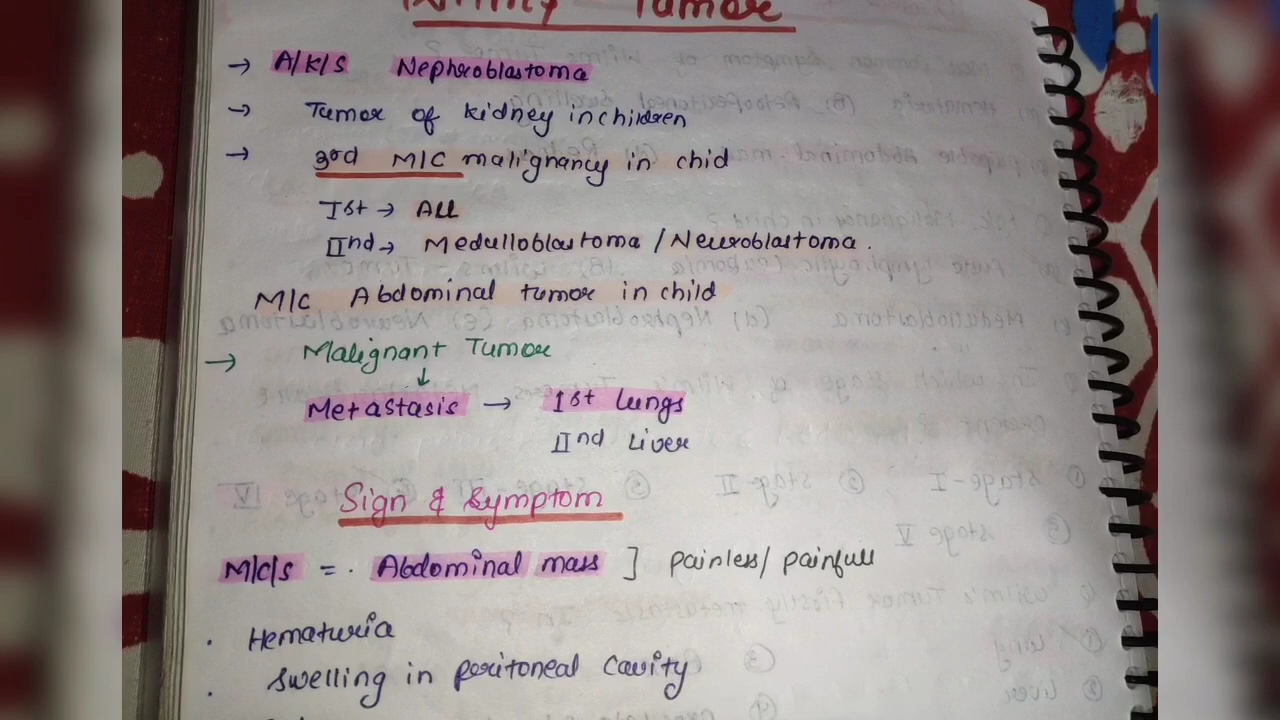 Tumor
→ A/K/S Nephroblastoma
→ Tumor of kidney in children
→ 3rd M/C malignancy in chid
Ist → ALL
IInd → Medulloblastoma / Neuroblastoma.
M/C Abdominal tumor in child
→ Malignant Tumor
↓
Metastasis → Ist Lungs
IInd Liver
Sign & Symptom
M/C/S = . Abdominal mass ] painless/ painfull
. Hematuria
. Swelling in peritoneal cavity